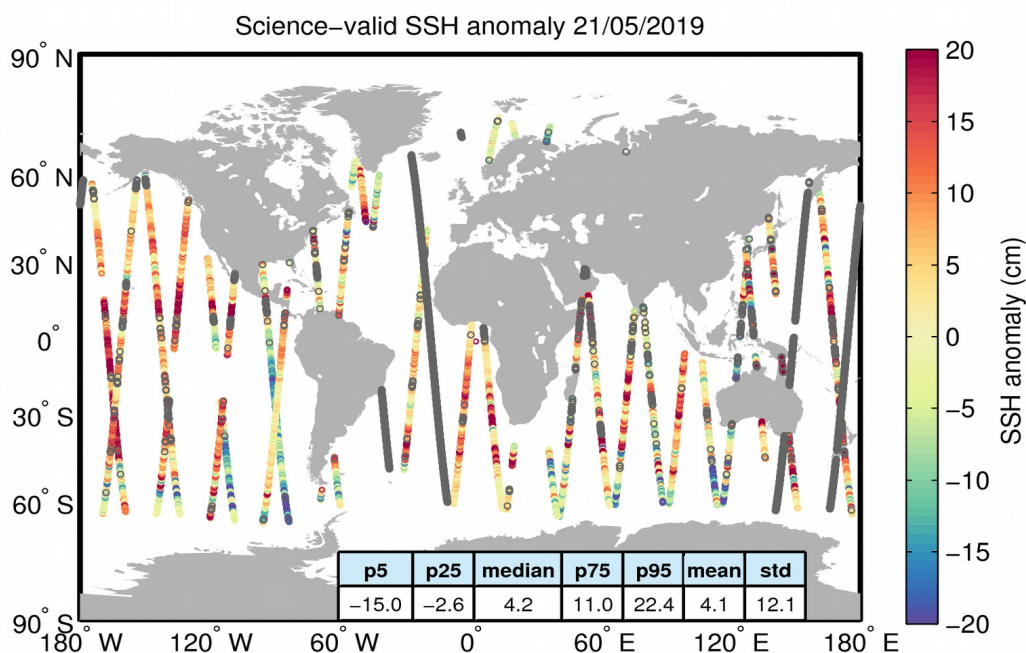 Science−valid SSH anomaly 21/05/2019
90° N
60° N
30° N
0°
30° S
60° S
90° S
180° W
120° W
60° W
0°
60° E
120° E
180° E
p5 p25 median p75 p95 mean std
−15.0 −2.6 4.2 11.0 22.4 4.1 12.1
20
15
10
5
0
−5
−10
−15
−20
SSH anomaly (cm)